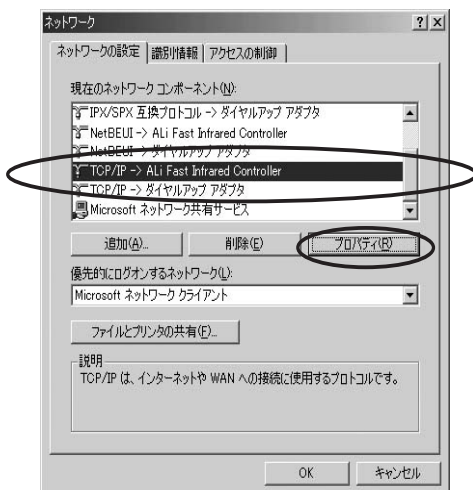 ネットワーク
ネットワークの設定 識別情報 アクセスの制御
現在のネットワーク コンポーネント(N):
IPX/SPX 互換プロトコル -> ダイヤルアップ アダプタ
NetBEUI -> ALi Fast Infrared Controller
NetBEUI -> ダイヤルアップ アダプタ
TCP/IP -> ALi Fast Infrared Controller
TCP/IP -> ダイヤルアップ アダプタ
Microsoft ネットワーク共有サービス
追加(A)... 削除(E) プロパティ(R)
優先的にログオンするネットワーク(L):
Microsoft ネットワーク クライアント
ファイルとプリンタの共有(F)...
説明
TCP/IP は、インターネットや WAN への接続に使用するプロトコルです。
OK キャンセル